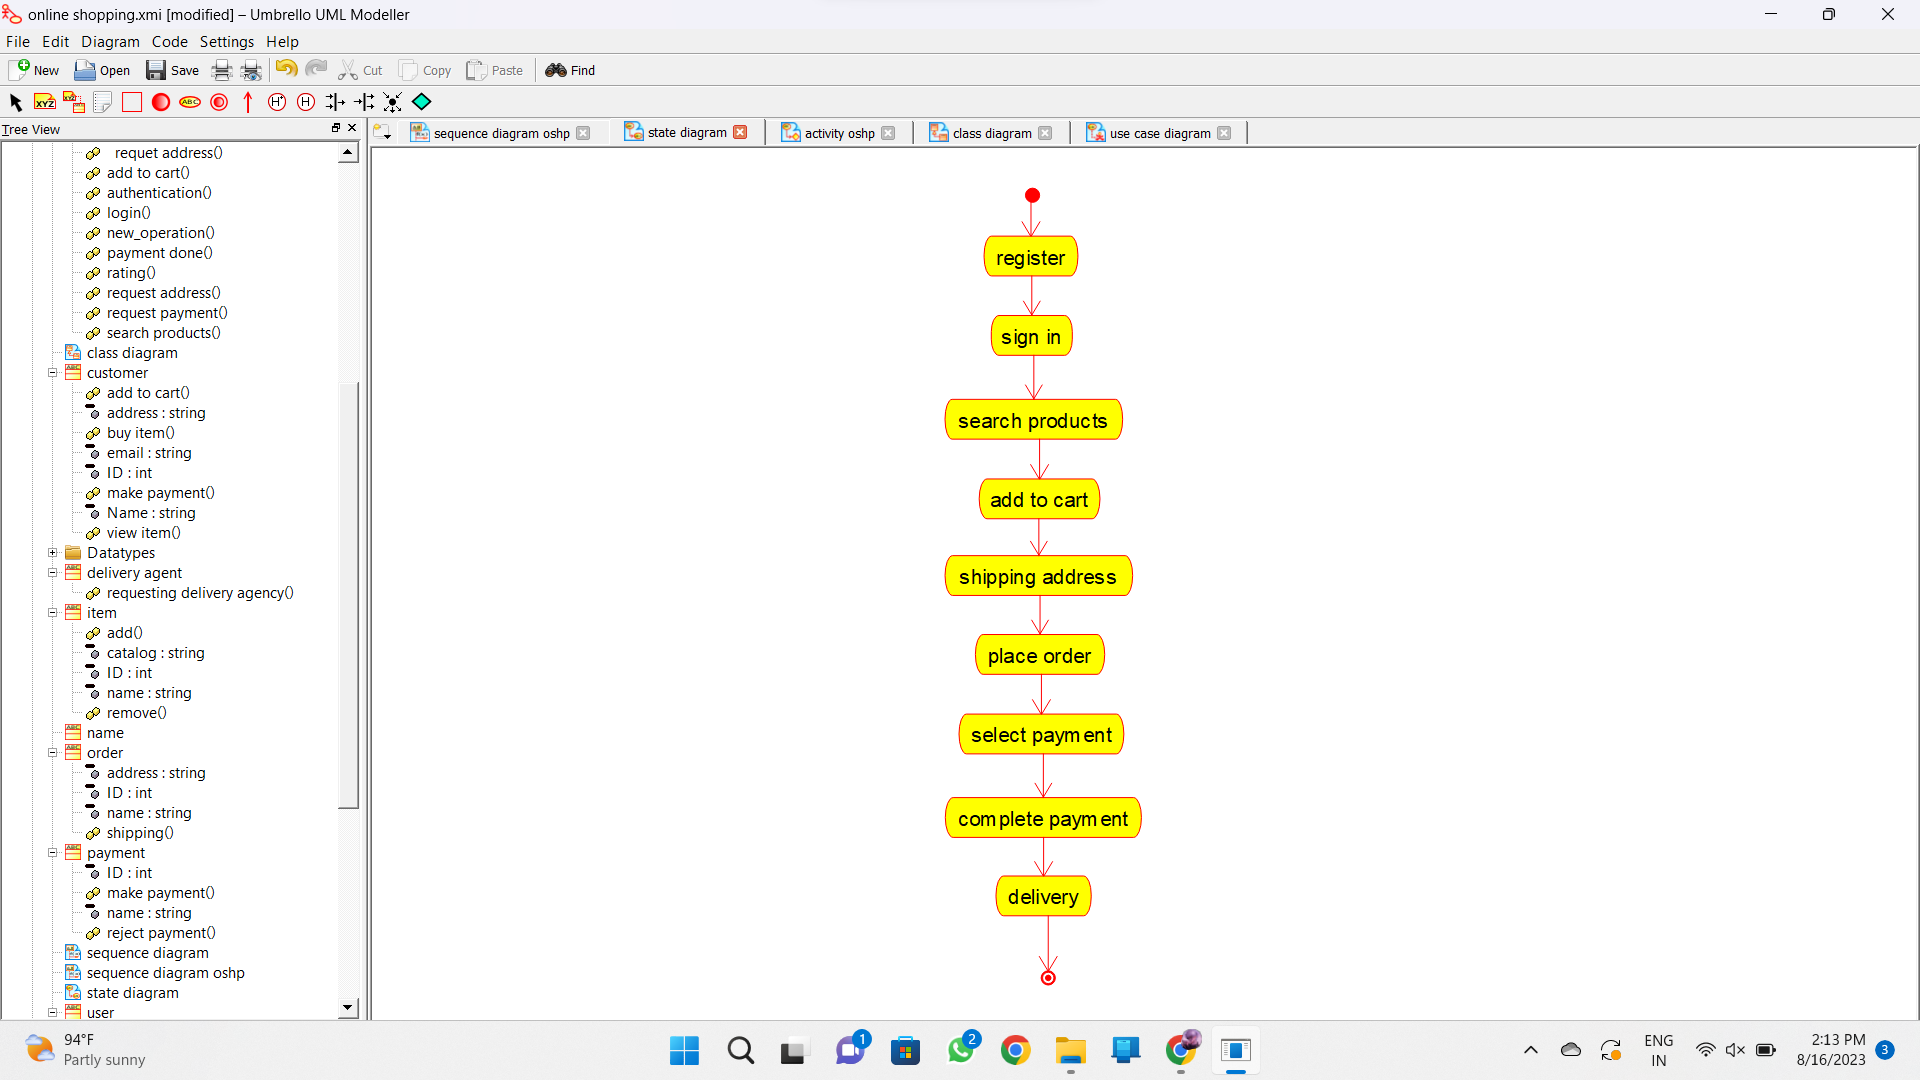 online shopping.xmi [modified] – Umbrello UML Modeller
File Edit Diagram Code Settings Help
New Open Save Cut Copy Paste Find
XYZ XYZ ABC H* H
Tree View
sequence diagram oshp state diagram activity oshp class diagram use case diagram
requet address()
add to cart()
authentication()
login()
new_operation()
payment done()
rating()
request address()
request payment()
search products()
class diagram
customer
add to cart()
address : string
buy item()
email : string
ID : int
make payment()
Name : string
view item()
Datatypes
delivery agent
requesting delivery agency()
item
add()
catalog : string
ID : int
name : string
remove()
name
order
address : string
ID : int
name : string
shipping()
payment
ID : int
make payment()
name : string
reject payment()
sequence diagram
sequence diagram oshp
state diagram
user
register
sign in
search products
add to cart
shipping address
place order
select payment
complete payment
delivery
94°F
Partly sunny
1
2
ENG
IN
2:13 PM
8/16/2023
3